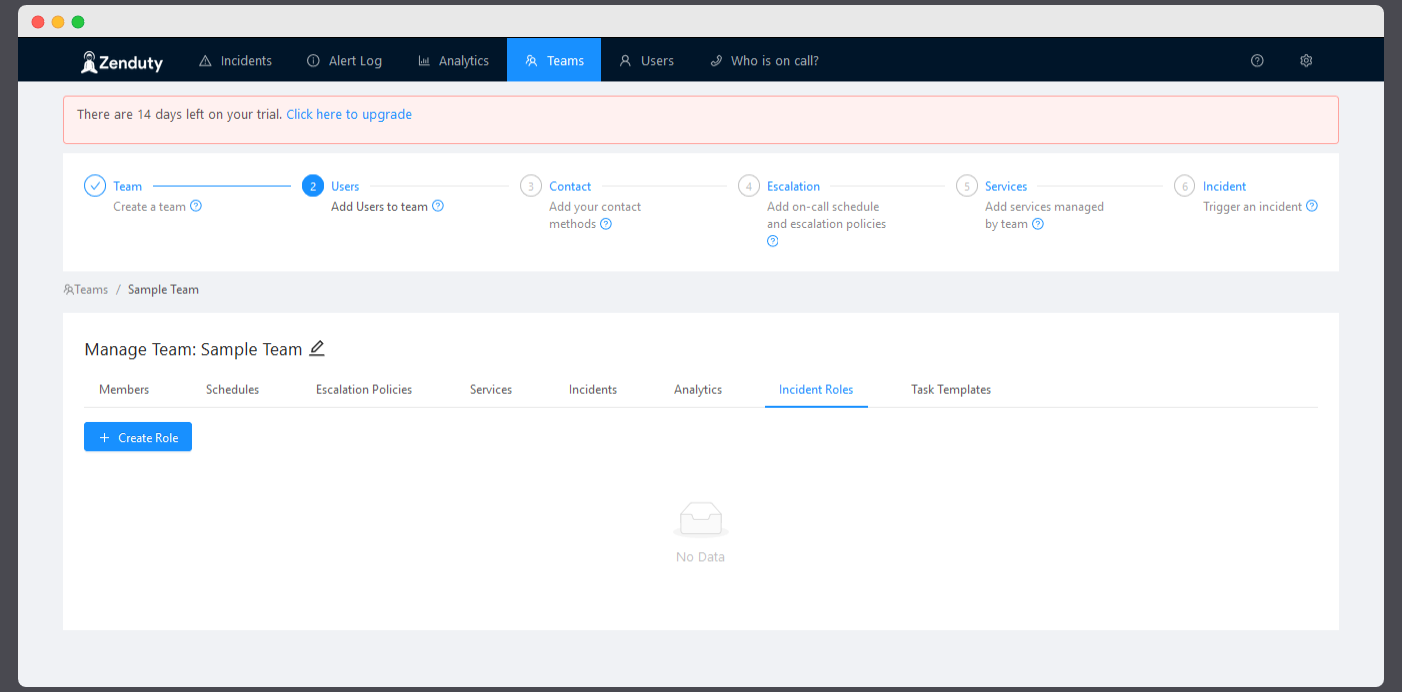 Zenduty Incidents Alert Log Analytics Teams Users Who is on call?
There are 14 days left on your trial. Click here to upgrade
Team 2 Users 3 Contact 4 Escalation 5 Services 6 Incident
Create a team Add Users to team Add your contact Add on-call schedule Add services managed Trigger an incident
methods and escalation policies by team
Teams / Sample Team
Manage Team: Sample Team
Members Schedules Escalation Policies Services Incidents Analytics Incident Roles Task Templates
+ Create Role
No Data